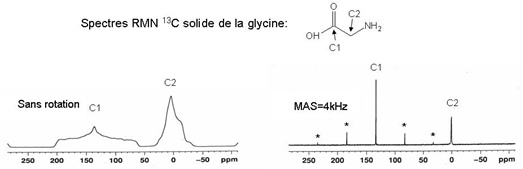 Spectres RMN ¹³C solide de la glycine:
O
C2
OH
NH₂
C1
Sans rotation
C1
C2
250 200 150 100 50 0 −50 ppm
MAS=4kHz
C1
C2
* * * *
250 200 150 100 50 0 −50 ppm